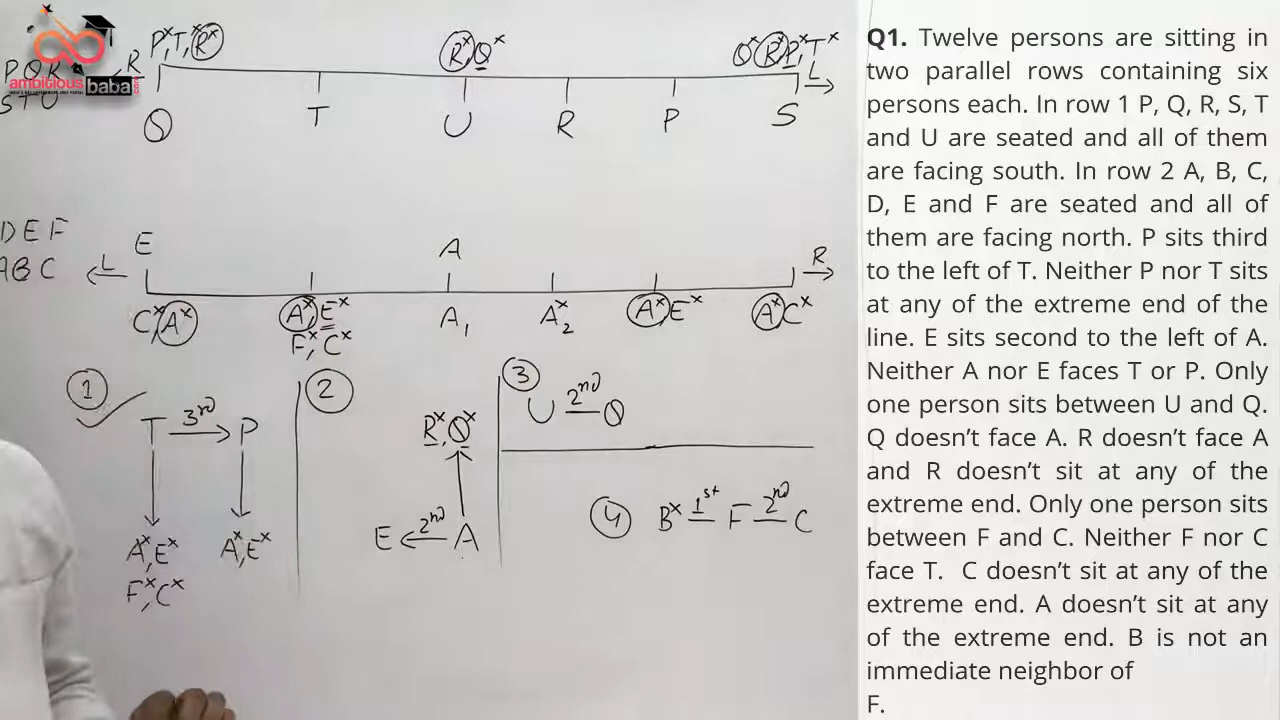 P^x, T, ^xR^x
R^x, Q^x
Q^x R^x P^x, T^x
P Q R
R
L
S T U
ambitious
baba.com
Q T U R P S
D E F
A B C
L
E A
R
C^x, A^x
A^x, E^x
F^x, C^x
A1
A2^x
A^x, E^x
A^x, C^x
1
T 3rd P
A^x, E^x A^x, E^x
F^x, C^x
2
R^x, Q^x
E 2nd A
3
U 2nd Q
4
B^x 1st F 2nd C
Q1. Twelve persons are sitting in
two parallel rows containing six
persons each. In row 1 P, Q, R, S, T
and U are seated and all of them
are facing south. In row 2 A, B, C,
D, E and F are seated and all of
them are facing north. P sits third
to the left of T. Neither P nor T sits
at any of the extreme end of the
line. E sits second to the left of A.
Neither A nor E faces T or P. Only
one person sits between U and Q.
Q doesn’t face A. R doesn’t face A
and R doesn’t sit at any of the
extreme end. Only one person sits
between F and C. Neither F nor C
face T. C doesn’t sit at any of the
extreme end. A doesn’t sit at any
of the extreme end. B is not an
immediate neighbor of
F.